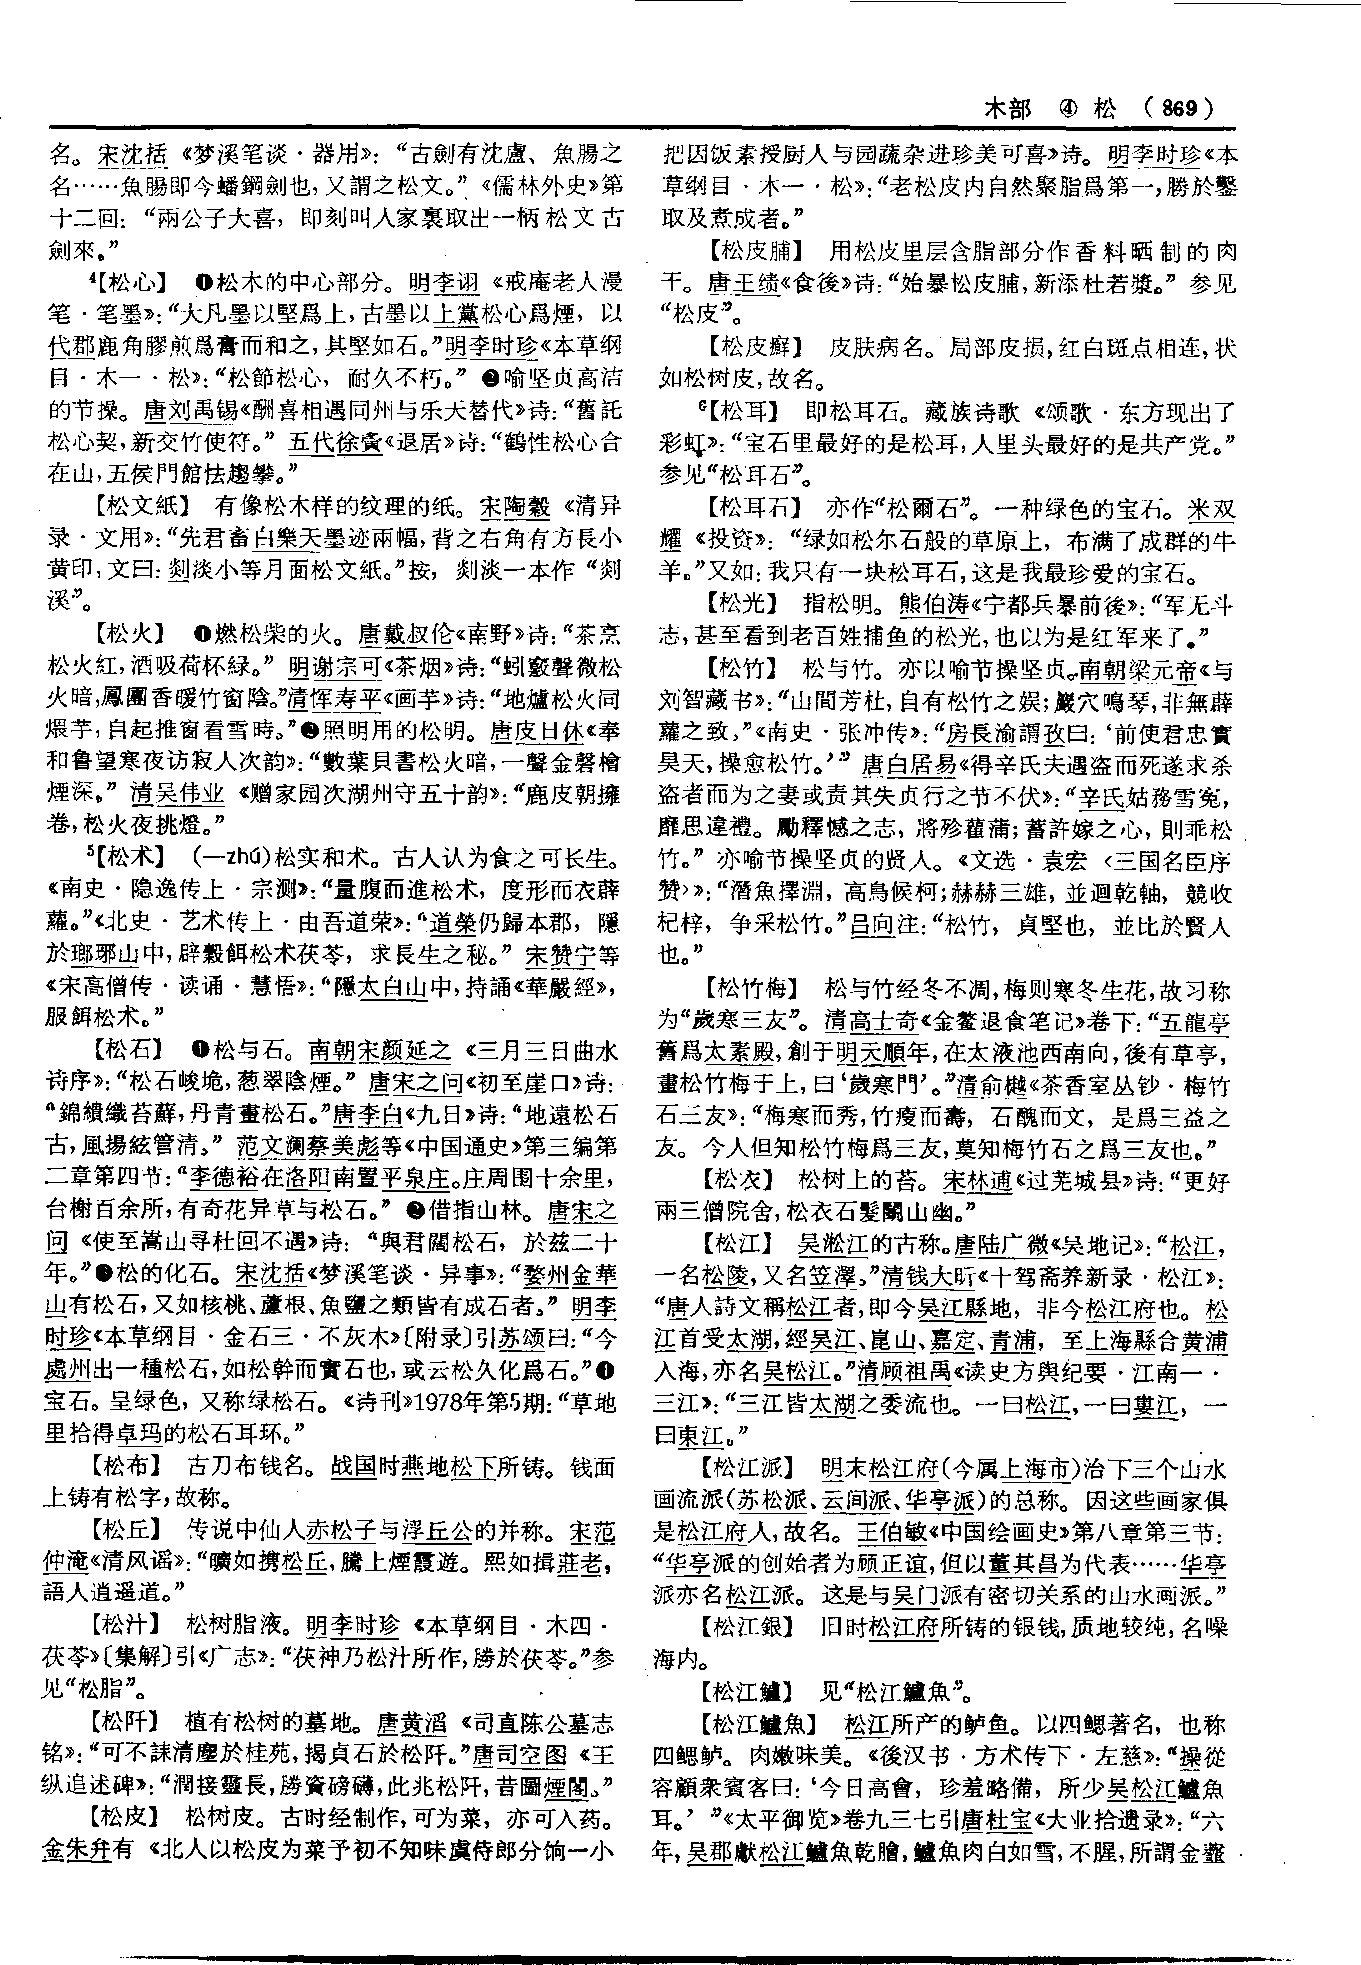 木部 ④ 松 （869）
名。宋沈括《梦溪笔谈·器用》：“古劍有沈盧、魚腸之
名……魚腸即今蟠鋼劍也，又謂之松文。”《儒林外史》第
十二回：“兩公子大喜，即刻叫人家裏取出一柄松文古
劍來。”
⁴【松心】 ❶松木的中心部分。明李诩《戒庵老人漫
笔·笔墨》：“大凡墨以堅爲上，古墨以上黨松心爲煙，以
代郡鹿角膠煎爲膏而和之，其堅如石。”明李时珍《本草纲
目·木一·松》：“松節松心，耐久不朽。”❷喻坚贞高洁
的节操。唐刘禹锡《酬喜相遇同州与乐天替代》诗：“舊託
松心契，新交竹使符。”五代徐夤《退居》诗：“鶴性松心合
在山，五侯門館怯趨攀。”
【松文紙】 有像松木样的纹理的纸。宋陶穀《清异
录·文用》：“先君畜白樂天墨迹兩幅，背之右角有方長小
黄印，文曰：剡淡小等月面松文紙。”按，剡淡一本作“剡
溪”。
【松火】 ❶燃松柴的火。唐戴叔伦《南野》诗：“茶烹
松火紅，酒吸荷杯緑。”明谢宗可《茶烟》诗：“蚓竅聲微松
火暗，鳳團香暖竹窗陰。”清恽寿平《画芋》诗：“地爐松火同
煨芋，自起推窗看雪時。”❷照明用的松明。唐皮日休《奉
和鲁望寒夜访寂人次韵》：“數葉貝書松火暗，一聲金磬檜
煙深。”清吴伟业《赠家园次湖州守五十韵》：“鹿皮朝擁
卷，松火夜挑燈。”
⁵【松术】 （—zhú）松实和术。古人认为食之可长生。
《南史·隐逸传上·宗测》：“量腹而進松术，度形而衣薜
蘿。”《北史·艺术传上·由吾道荣》：“道榮仍歸本郡，隱
於瑯邪山中，辟穀餌松术茯苓，求長生之秘。”宋赞宁等
《宋高僧传·读诵·慧悟》：“隱太白山中，持誦《華嚴經》，
服餌松术。”
【松石】 ❶松与石。南朝宋颜延之《三月三日曲水
诗序》：“松石峻垝，葱翠陰煙。”唐宋之问《初至崖口》诗：
“錦繢織苔蘚，丹青畫松石。”唐李白《九日》诗：“地遠松石
古，風揚絃管清。”范文澜蔡美彪等《中国通史》第三编第
二章第四节：“李德裕在洛阳南置平泉庄。庄周围十余里，
台榭百余所，有奇花异草与松石。”❷借指山林。唐宋之
问《使至嵩山寻杜回不遇》诗：“與君闊松石，於兹二十
年。”❸松的化石。宋沈括《梦溪笔谈·异事》：“婺州金華
山有松石，又如核桃、蘆根、魚蟹之類皆有成石者。”明李
时珍《本草纲目·金石三·不灰木》〔附录〕引苏颂曰：“今
處州出一種松石，如松幹而實石也，或云松久化爲石。”❹
宝石。呈绿色，又称绿松石。《诗刊》1978年第5期：“草地
里拾得卓玛的松石耳环。”
【松布】 古刀布钱名。战国时燕地松下所铸。钱面
上铸有松字，故称。
【松丘】 传说中仙人赤松子与浮丘公的并称。宋范
仲淹《清风谣》：“曠如携松丘，騰上煙霞遊。熙如揖莊老，
語人逍遥道。”
【松汁】 松树脂液。明李时珍《本草纲目·木四·
茯苓》〔集解〕引《广志》：“茯神乃松汁所作，勝於茯苓。”参
见“松脂”。
【松阡】 植有松树的墓地。唐黄滔《司直陈公墓志
铭》：“可不誄清塵於桂苑，揭貞石於松阡。”唐司空图《王
纵追述碑》：“潤接靈長，勝資磅礴，此兆松阡，昔圖煙閣。”
【松皮】 松树皮。古时经制作，可为菜，亦可入药。
金朱弁有《北人以松皮为菜予初不知味虞侍郎分饷一小
把因饭素授厨人与园蔬杂进珍美可喜》诗。明李时珍《本
草纲目·木一·松》：“老松皮内自然聚脂爲第一，勝於鑿
取及煮成者。”
【松皮脯】 用松皮里层含脂部分作香料晒制的肉
干。唐王绩《食後》诗：“始暴松皮脯，新添杜若漿。”参见
“松皮”。
【松皮癬】 皮肤病名。局部皮损，红白斑点相连，状
如松树皮，故名。
⁶【松耳】 即松耳石。藏族诗歌《颂歌·东方现出了
彩虹》：“宝石里最好的是松耳，人里头最好的是共产党。”
参见“松耳石”。
【松耳石】 亦作“松爾石”。一种绿色的宝石。米双
耀《投资》：“绿如松尔石般的草原上，布满了成群的牛
羊。”又如：我只有一块松耳石，这是我最珍爱的宝石。
【松光】 指松明。熊伯涛《宁都兵暴前後》：“军无斗
志，甚至看到老百姓捕鱼的松光，也以为是红军来了。”
【松竹】 松与竹。亦以喻节操坚贞。南朝梁元帝《与
刘智藏书》：“山間芳杜，自有松竹之娱；巖穴鳴琴，非無薜
蘿之致。”《南史·张冲传》：“房長渝謂孜曰：‘前使君忠實
昊天，操愈松竹。’”唐白居易《得辛氏夫遇盗而死遂求杀
盗者而为之妻或责其失贞行之节不伏》：“辛氏姑務雪冤，
靡思違禮。勵釋憾之志，將殄萑蒲；蓄許嫁之心，則乖松
竹。”亦喻节操坚贞的贤人。《文选·袁宏〈三国名臣序
赞〉》：“潛魚擇淵，高鳥候柯；赫赫三雄，並迴乾軸，競收
杞梓，争采松竹。”吕向注：“松竹，貞堅也，並比於賢人
也。”
【松竹梅】 松与竹经冬不凋，梅则寒冬生花，故习称
为“歲寒三友”。清高士奇《金鳌退食笔记》卷下：“五龍亭
舊爲太素殿，創于明天順年，在太液池西南向，後有草亭，
畫松竹梅于上，曰‘歲寒門’。”清俞樾《茶香室丛钞·梅竹
石三友》：“梅寒而秀，竹瘦而壽，石醜而文，是爲三益之
友。今人但知松竹梅爲三友，莫知梅竹石之爲三友也。”
【松衣】 松树上的苔。宋林逋《过芜城县》诗：“更好
兩三僧院舍，松衣石髮鬭山幽。”
【松江】 吴淞江的古称。唐陆广微《吴地记》：“松江，
一名松陵，又名笠澤。”清钱大昕《十驾斋养新录·松江》：
“唐人詩文稱松江者，即今吴江縣地，非今松江府也。松
江首受太湖，經吴江、崑山、嘉定、青浦，至上海縣合黄浦
入海，亦名吴松江。”清顾祖禹《读史方舆纪要·江南一·
三江》：“三江皆太湖之委流也。一曰松江，一曰婁江，一
曰東江。”
【松江派】 明末松江府（今属上海市）治下三个山水
画流派（苏松派、云间派、华亭派）的总称。因这些画家俱
是松江府人，故名。王伯敏《中国绘画史》第八章第三节：
“华亭派的创始者为顾正谊，但以董其昌为代表……华亭
派亦名松江派。这是与吴门派有密切关系的山水画派。”
【松江銀】 旧时松江府所铸的银钱，质地较纯，名噪
海内。
【松江鱸】 见“松江鱸魚”。
【松江鱸魚】 松江所产的鲈鱼。以四鳃著名，也称
四鳃鲈。肉嫩味美。《後汉书·方术传下·左慈》：“操從
容顧衆賓客曰：‘今日高會，珍羞略備，所少吴松江鱸魚
耳。’”《太平御览》卷九三七引唐杜宝《大业拾遗录》：“六
年，吴郡獻松江鱸魚乾膾，鱸魚肉白如雪，不腥，所謂金虀